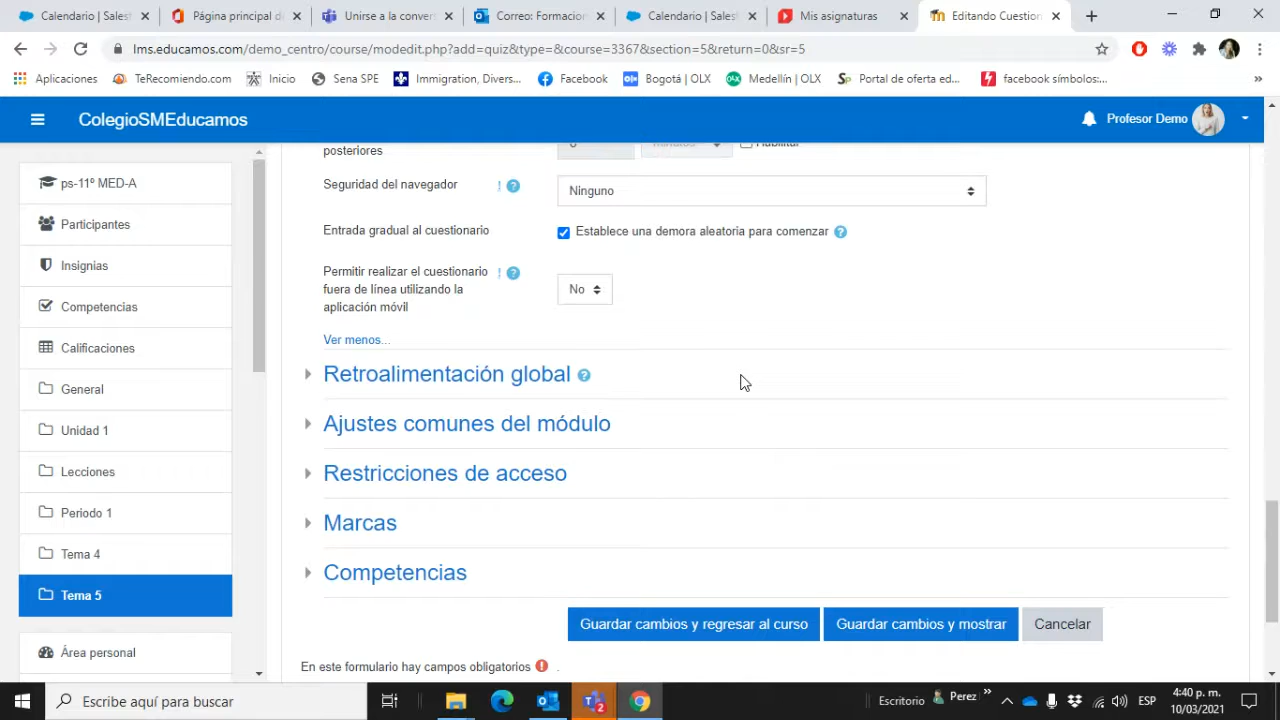 Calendario | Sales
Página principal d
Unirse a la conver
Correo: Formacion
Calendario | Salesf
Mis asignaturas
Editando Cuestion
lms.educamos.com/demo_centro/course/modedit.php?add=quiz&type=&course=3367&section=5&return=0&sr=5
Aplicaciones
TeRecomiendo.com
Inicio
Sena SPE
Immigration, Divers...
Facebook
Bogotá | OLX
Medellín | OLX
Portal de oferta ed...
facebook símbolos:...
»
ColegioSMEducamos
Profesor Demo
ps-11º MED-A
Participantes
Insignias
Competencias
Calificaciones
General
Unidad 1
Lecciones
Periodo 1
Tema 4
Tema 5
Área personal
posteriores
Habilitar
Seguridad del navegador
Ninguno
Entrada gradual al cuestionario
Establece una demora aleatoria para comenzar
Permitir realizar el cuestionario
fuera de línea utilizando la
aplicación móvil
No
Ver menos...
Retroalimentación global
Ajustes comunes del módulo
Restricciones de acceso
Marcas
Competencias
Guardar cambios y regresar al curso
Guardar cambios y mostrar
Cancelar
En este formulario hay campos obligatorios
Escribe aquí para buscar
Escritorio
Perez
»
ESP
4:40 p. m.
10/03/2021